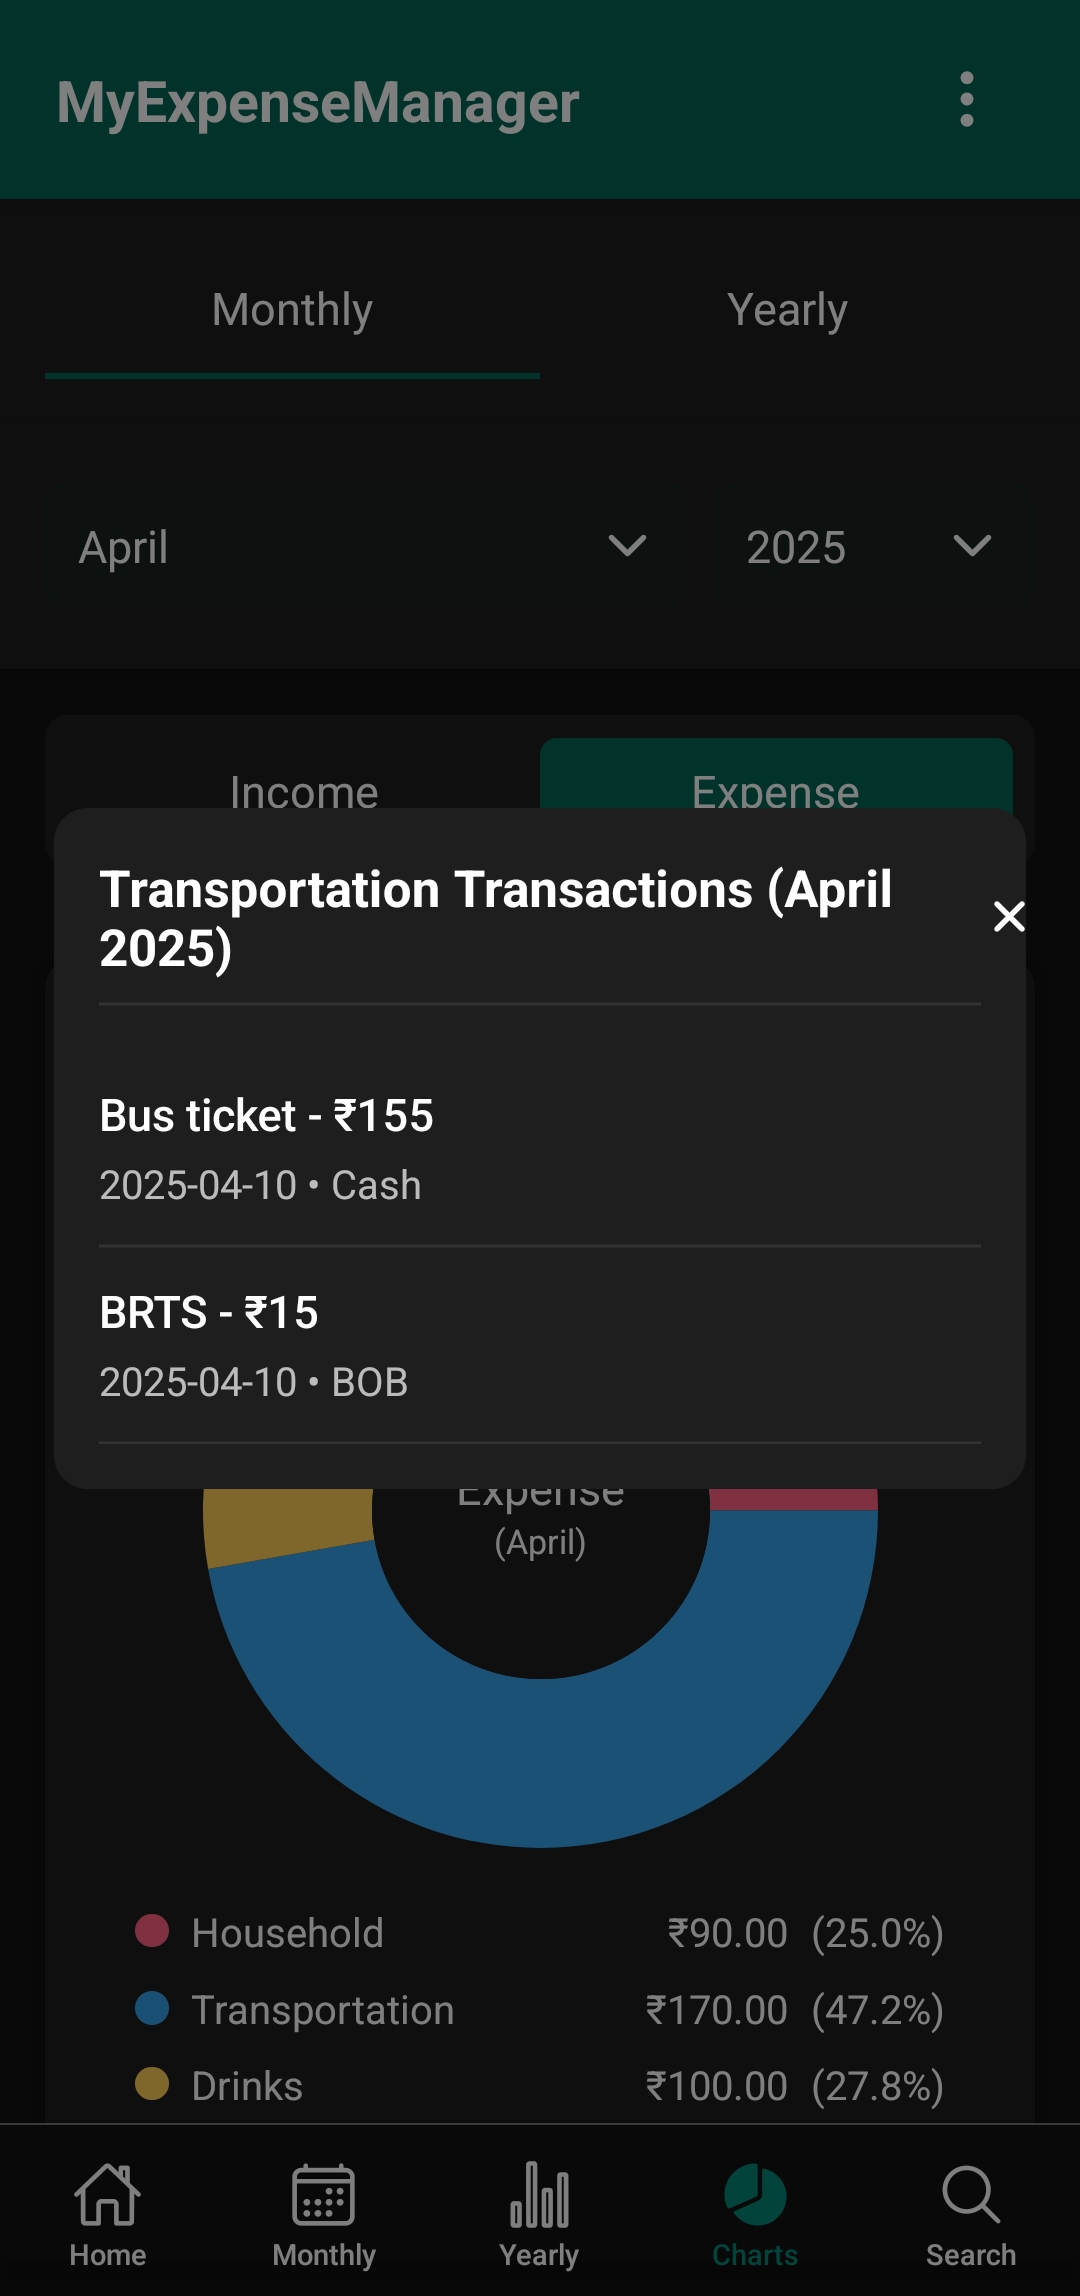 MyExpenseManager
Monthly Yearly
April 2025
Income Expense
Transportation Transactions (April
2025)
Bus ticket - ₹155
2025-04-10 • Cash
BRTS - ₹15
2025-04-10 • BOB
Expense
(April)
Household ₹90.00 (25.0%)
Transportation ₹170.00 (47.2%)
Drinks ₹100.00 (27.8%)
Home Monthly Yearly Charts Search